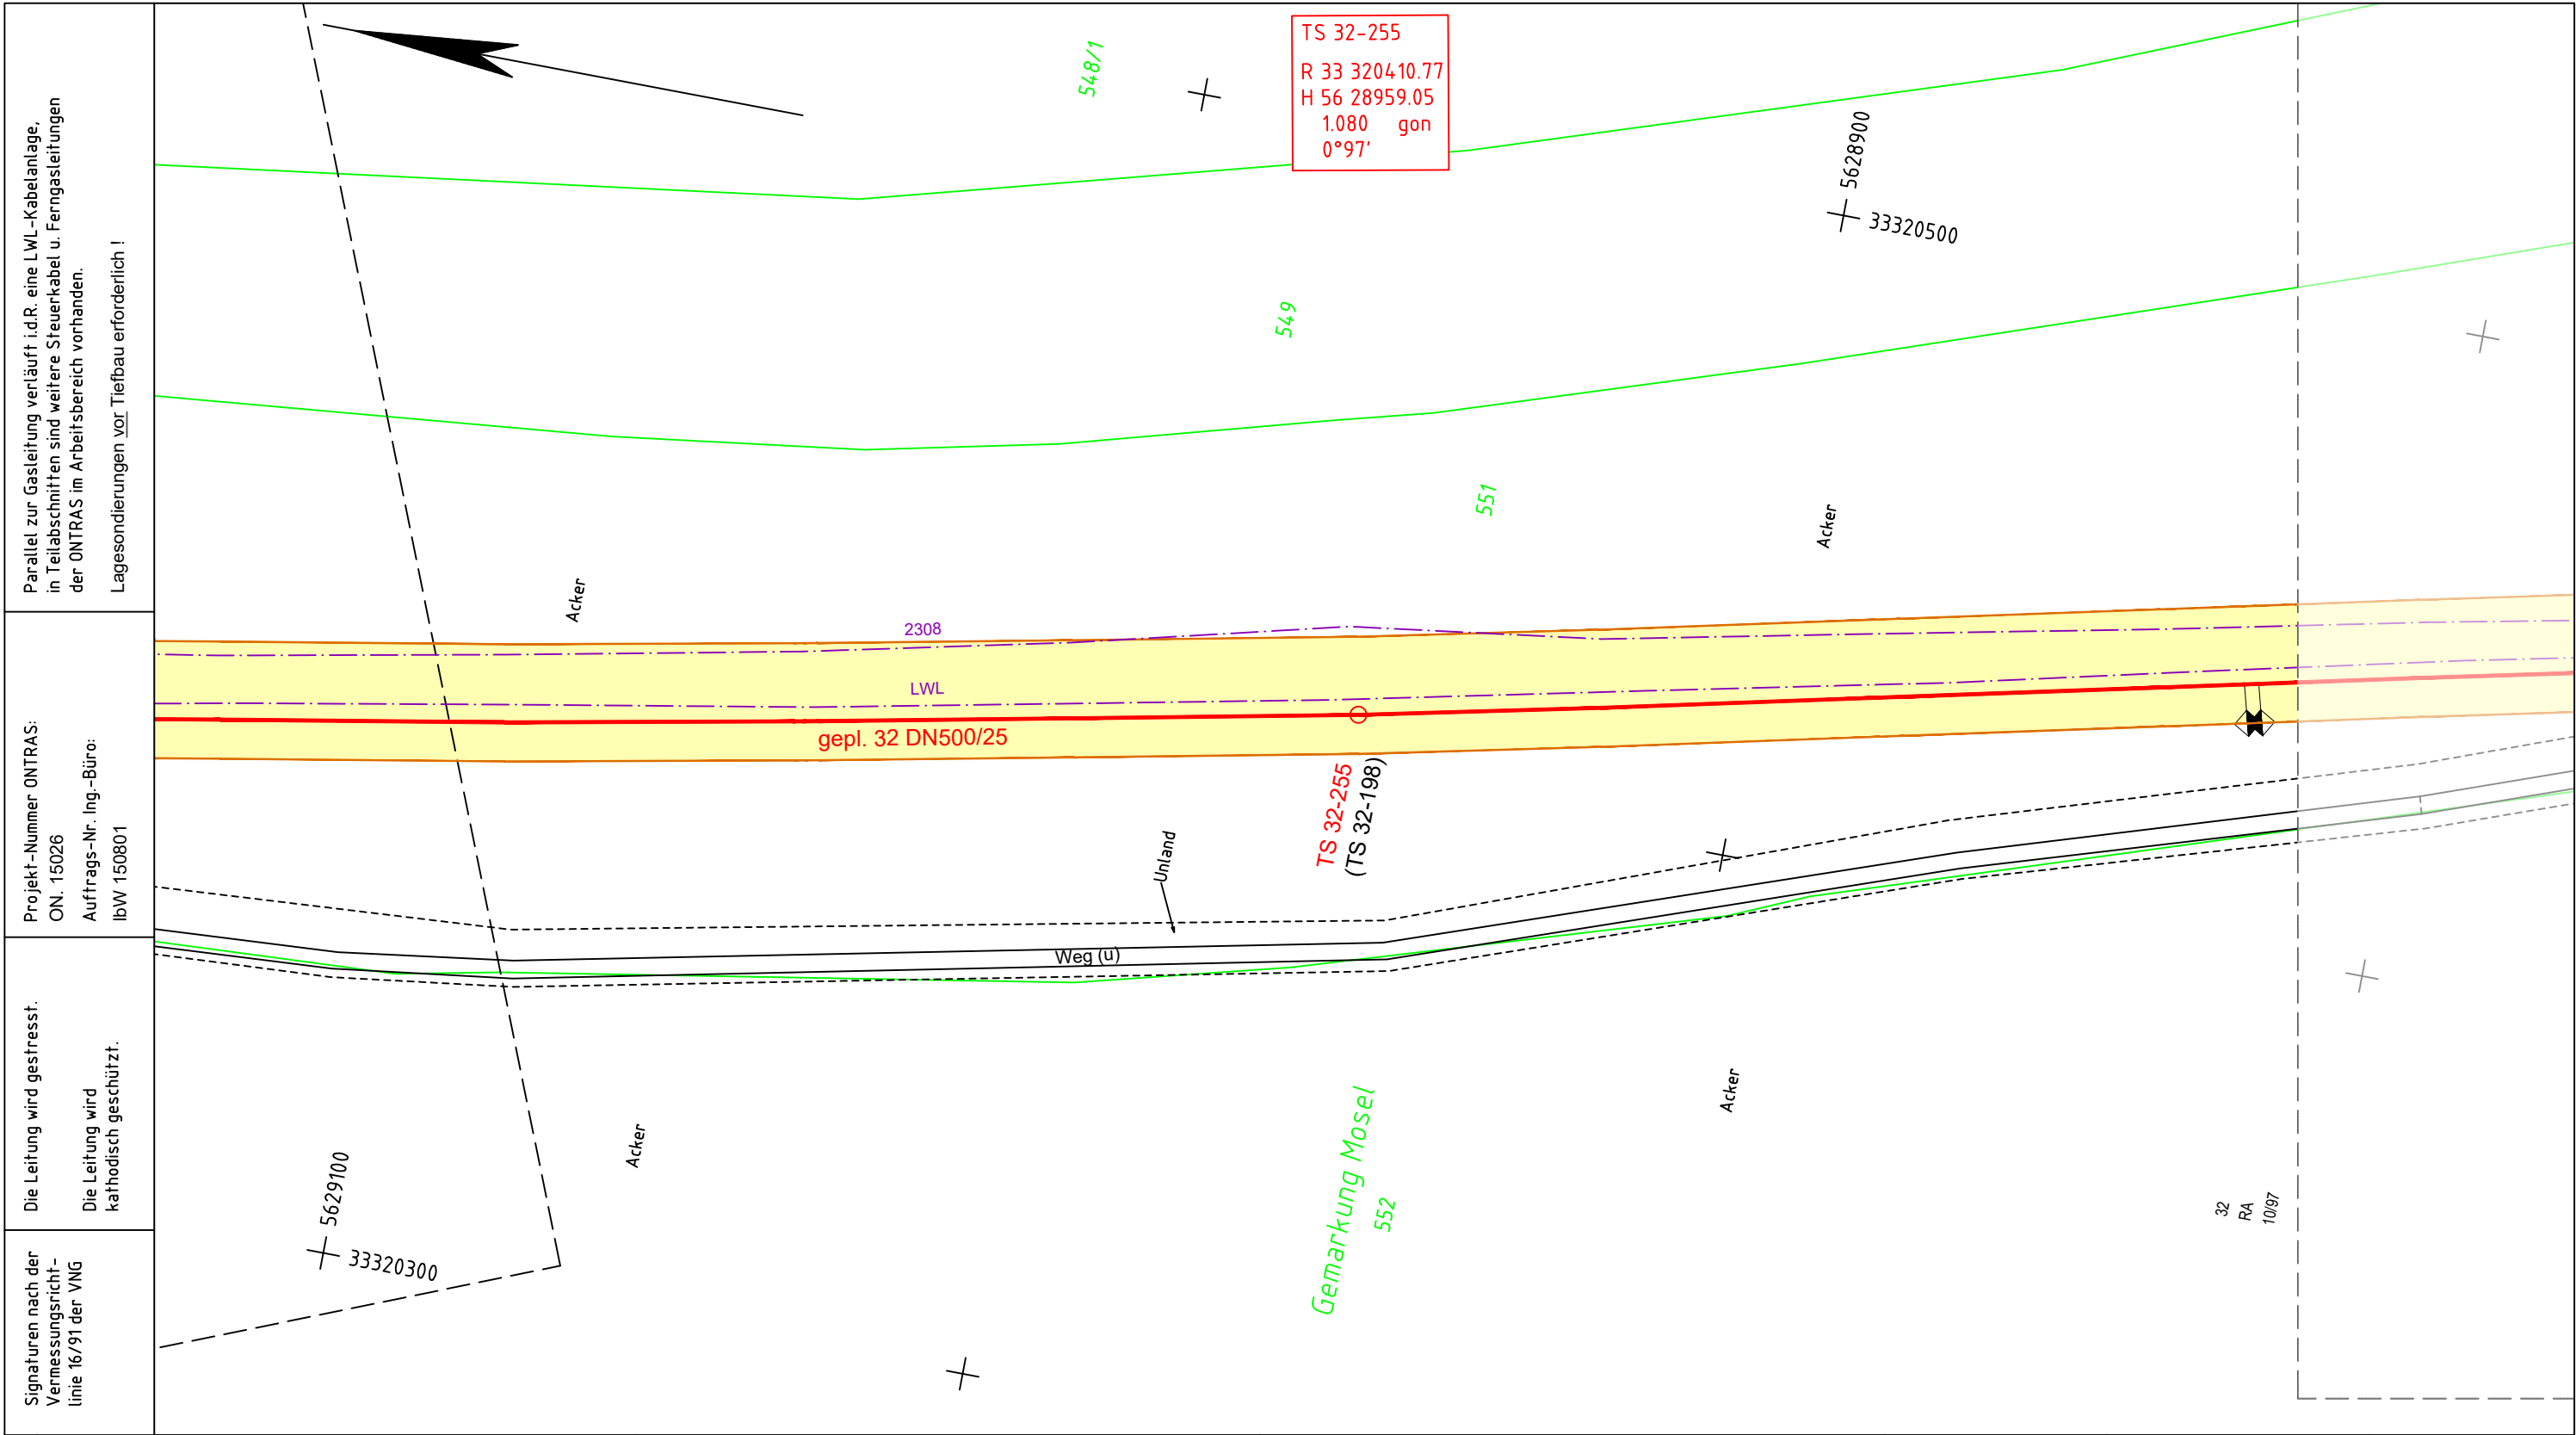 Parallel zur Gasleitung verläuft i.d.R. eine LWL-Kabelanlage,
in Teilabschnitten sind weitere Steuerkabel u. Ferngasleitungen
der ONTRAS im Arbeitsbereich vorhanden.
Lagesondierungen vor Tiefbau erforderlich !
Projekt-Nummer ONTRAS:
ON. 15026
Auftrags-Nr. Ing.-Büro:
IbW 150801
Die Leitung wird gestresst.
Die Leitung wird
kathodisch geschützt.
Signaturen nach der
Vermessungsricht-
linie 16/91 der VNG
548/1
TS 32-255
R 33 320410.77
H 56 28959.05
1.080 gon
0°97'
5628900
33320500
549
551
Acker
Acker
2308
LWL
gepl. 32 DN500/25
TS 32-255
(TS 32-198)
Unland
Weg (u)
Acker
Acker
5629100
33320300
Gemarkung Mosel
552
32
RA
10/97